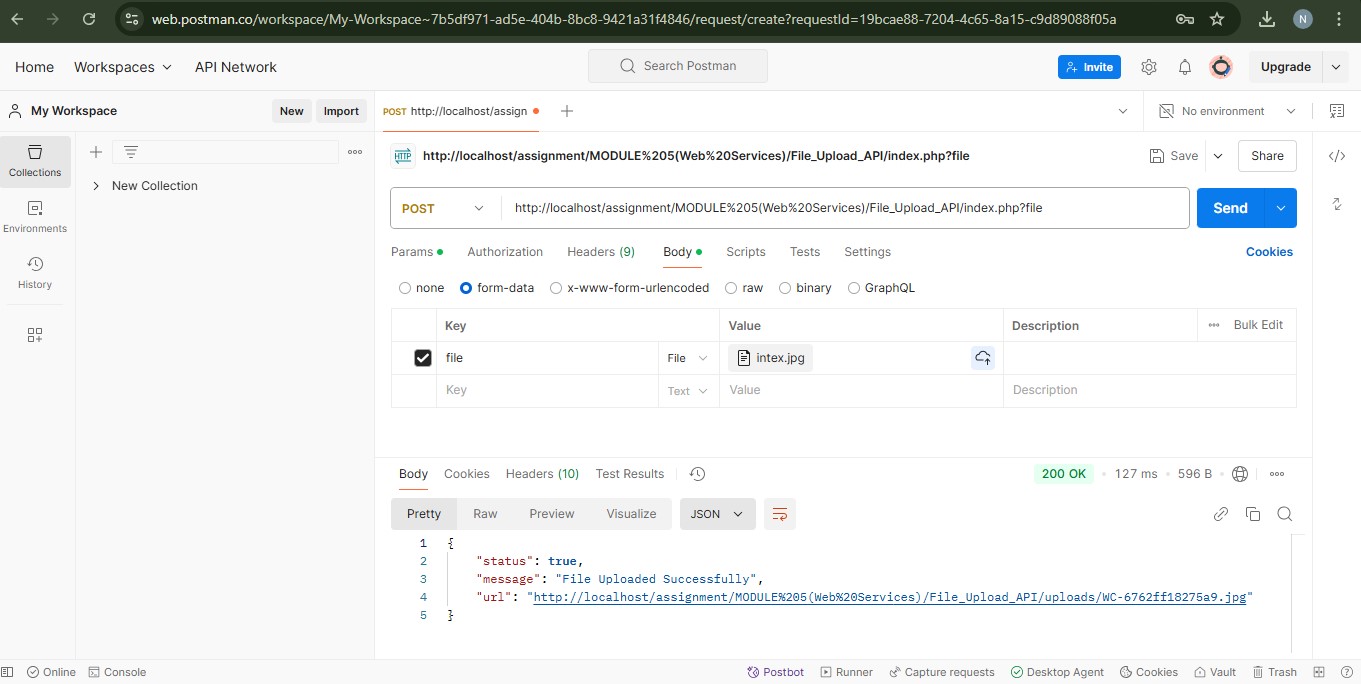 web.postman.co/workspace/My-Workspace~7b5df971-ad5e-404b-8bc8-9421a31f4846/request/create?requestId=19bcae88-7204-4c65-8a15-c9d89088f05a N
Home Workspaces API Network Search Postman Invite Upgrade
My Workspace New Import POST http://localhost/assign No environment
Collections
New Collection
Environments
History
HTTP http://localhost/assignment/MODULE%205(Web%20Services)/File_Upload_API/index.php?file Save Share
POST http://localhost/assignment/MODULE%205(Web%20Services)/File_Upload_API/index.php?file Send
Params Authorization Headers (9) Body Scripts Tests Settings Cookies
none form-data x-www-form-urlencoded raw binary GraphQL
Key Value Description Bulk Edit
file File intex.jpg
Key Text Value Description
Body Cookies Headers (10) Test Results 200 OK 127 ms 596 B
Pretty Raw Preview Visualize JSON
1 {
2 "status": true,
3 "message": "File Uploaded Successfully",
4 "url": "http://localhost/assignment/MODULE%205(Web%20Services)/File_Upload_API/uploads/WC-6762ff18275a9.jpg"
5 }
Online Console Postbot Runner Capture requests Desktop Agent Cookies Vault Trash